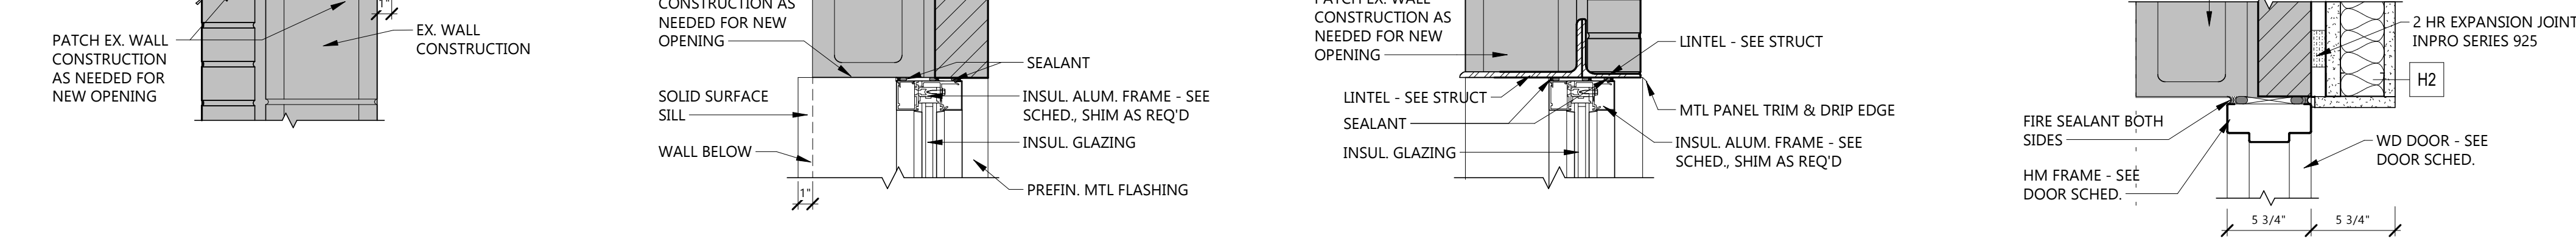 1"
PATCH EX. WALL
CONSTRUCTION
AS NEEDED FOR
NEW OPENING
EX. WALL
CONSTRUCTION
CONSTRUCTION AS
NEEDED FOR NEW
OPENING
SOLID SURFACE
SILL
WALL BELOW
1"
SEALANT
INSUL. ALUM. FRAME - SEE
SCHED., SHIM AS REQ'D
INSUL. GLAZING
PREFIN. MTL FLASHING
PATCH EX. WALL
CONSTRUCTION AS
NEEDED FOR NEW
OPENING
LINTEL - SEE STRUCT
SEALANT
INSUL. GLAZING
LINTEL - SEE STRUCT
MTL PANEL TRIM & DRIP EDGE
INSUL. ALUM. FRAME - SEE
SCHED., SHIM AS REQ'D
FIRE SEALANT BOTH
SIDES
HM FRAME - SEE
DOOR SCHED.
2 HR EXPANSION JOINT
INPRO SERIES 925
H2
WD DOOR - SEE
DOOR SCHED.
5 3/4"
5 3/4"